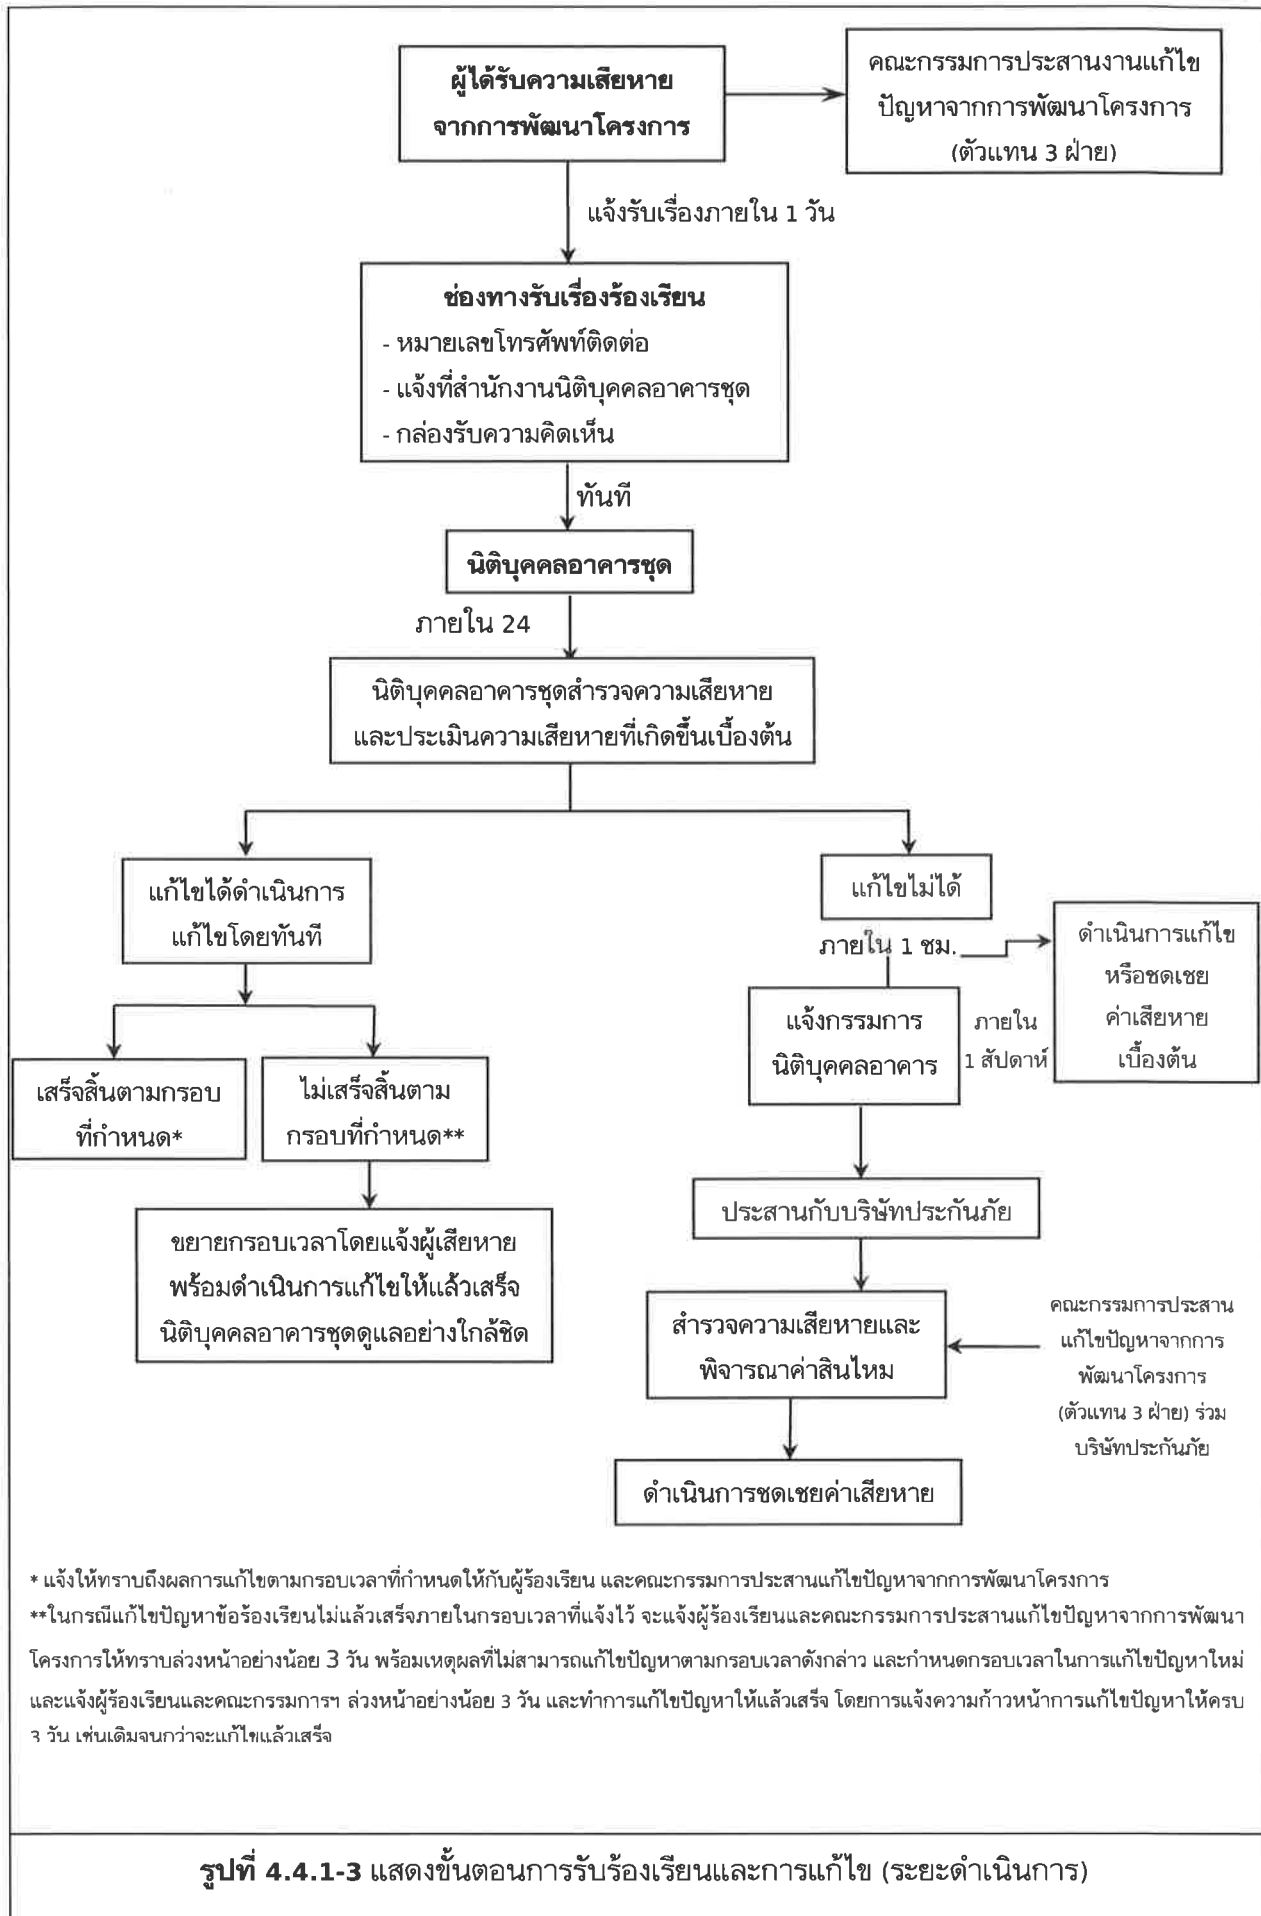 ผู้ได้รับความเสียหาย
จากการพัฒนาโครงการ
คณะกรรมการประสานงานแก้ไข
ปัญหาจากการพัฒนาโครงการ
(ตัวแทน 3 ฝ่าย)
แจ้งรับเรื่องภายใน 1 วัน
ช่องทางรับเรื่องร้องเรียน
- หมายเลขโทรศัพท์ติดต่อ
- แจ้งที่สำนักงานนิติบุคคลอาคารชุด
- กล่องรับความคิดเห็น
ทันที
นิติบุคคลอาคารชุด
ภายใน 24
นิติบุคคลอาคารชุดสำรวจความเสียหาย
และประเมินความเสียหายที่เกิดขึ้นเบื้องต้น
แก้ไขได้ดำเนินการ
แก้ไขโดยทันที
แก้ไขไม่ได้
ภายใน 1 ชม.
ดำเนินการแก้ไข
หรือชดเชย
ค่าเสียหาย
เบื้องต้น
แจ้งกรรมการ
นิติบุคคลอาคาร
ภายใน
1 สัปดาห์
เสร็จสิ้นตามกรอบ
ที่กำหนด*
ไม่เสร็จสิ้นตาม
กรอบที่กำหนด**
ประสานกับบริษัทประกันภัย
ขยายกรอบเวลาโดยแจ้งผู้เสียหาย
พร้อมดำเนินการแก้ไขให้แล้วเสร็จ
นิติบุคคลอาคารชุดดูแลอย่างใกล้ชิด
สำรวจความเสียหายและ
พิจารณาค่าสินไหม
คณะกรรมการประสาน
แก้ไขปัญหาจากการ
พัฒนาโครงการ
(ตัวแทน 3 ฝ่าย) ร่วม
บริษัทประกันภัย
ดำเนินการชดเชยค่าเสียหาย
* แจ้งให้ทราบถึงผลการแก้ไขตามกรอบเวลาที่กำหนดให้กับผู้ร้องเรียน และคณะกรรมการประสานแก้ไขปัญหาจากการพัฒนาโครงการ
**ในกรณีแก้ไขปัญหาข้อร้องเรียนไม่แล้วเสร็จภายในกรอบเวลาที่แจ้งไว้ จะแจ้งผู้ร้องเรียนและคณะกรรมการประสานแก้ไขปัญหาจากการพัฒนา
โครงการให้ทราบล่วงหน้าอย่างน้อย 3 วัน พร้อมเหตุผลที่ไม่สามารถแก้ไขปัญหาตามกรอบเวลาดังกล่าว และกำหนดกรอบเวลาในการแก้ไขปัญหาใหม่
และแจ้งผู้ร้องเรียนและคณะกรรมการฯ ล่วงหน้าอย่างน้อย 3 วัน และทำการแก้ไขปัญหาให้แล้วเสร็จ โดยการแจ้งความก้าวหน้าการแก้ไขปัญหาให้ครบ
3 วัน เช่นเดิมจนกว่าจะแก้ไขแล้วเสร็จ
รูปที่ 4.4.1-3 แสดงขั้นตอนการรับร้องเรียนและการแก้ไข (ระยะดำเนินการ)